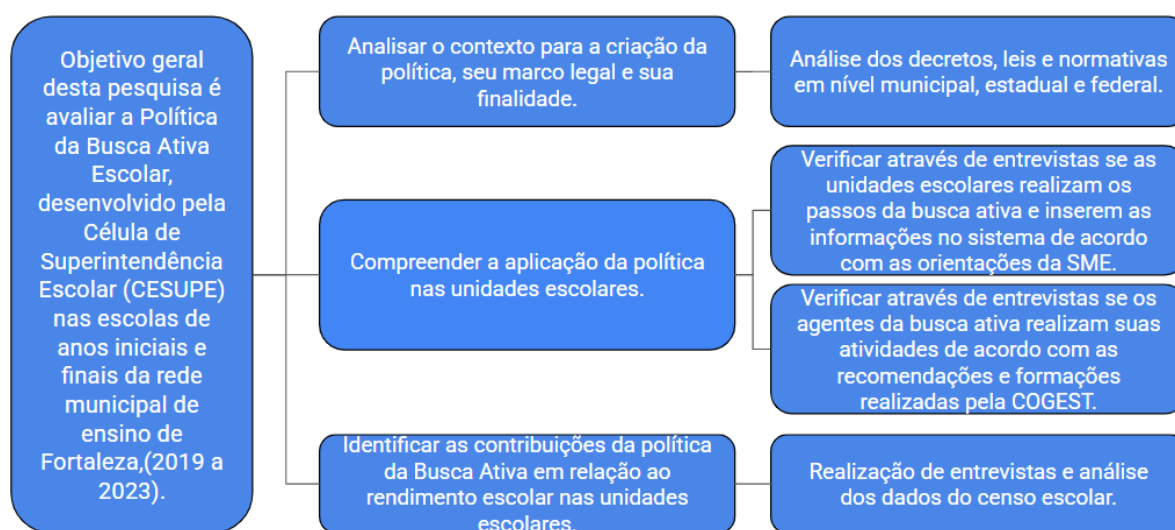 Objetivo geral
desta pesquisa é
avaliar a Política
da Busca Ativa
Escolar,
desenvolvido pela
Célula de
Superintendência
Escolar (CESUPE)
nas escolas de
anos iniciais e
finais da rede
municipal de
ensino de
Fortaleza,(2019 a
2023).
Analisar o contexto para a criação da
política, seu marco legal e sua
finalidade.
Análise dos decretos, leis e normativas
em nível municipal, estadual e federal.
Compreender a aplicação da política
nas unidades escolares.
Verificar através de entrevistas se as
unidades escolares realizam os
passos da busca ativa e inserem as
informações no sistema de acordo
com as orientações da SME.
Verificar através de entrevistas se os
agentes da busca ativa realizam suas
atividades de acordo com as
recomendações e formações
realizadas pela COGEST.
Identificar as contribuições da política
da Busca Ativa em relação ao
rendimento escolar nas unidades
escolares.
Realização de entrevistas e análise
dos dados do censo escolar.